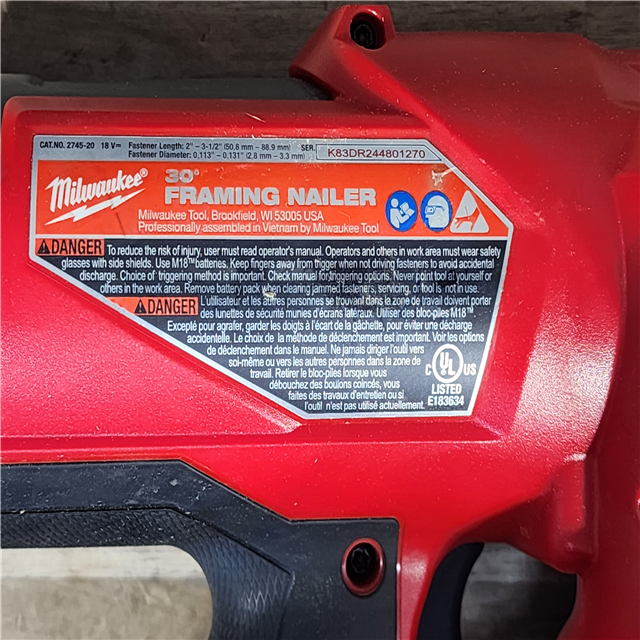 CAT.NO. 2745-20 18 V⎓ Fastener Length: 2" – 3-1/2" (50.8 mm – 88.9 mm) SER.
Fastener Diameter: 0,113"– 0,131" (2.8 mm – 3.3 mm)
K83DR244801270
Milwaukee®
30°
FRAMING NAILER
Milwaukee Tool, Brookfield, WI 53005 USA
Professionally assembled in Vietnam by Milwaukee Tool
DANGER To reduce the risk of injury, user must read operator's manual. Operators and others in work area must wear safety
glasses with side shields. Use M18™ batteries. Keep fingers away from trigger when not driving fasteners to avoid accidental
discharge. Choice of triggering method is important. Check manual for triggering options. Never point tool at yourself or
others in the work area. Remove battery pack when clearing jammed fasteners, servicing, or tool is not in use.
DANGER L'utilisateur et les autres personnes se trouvant dans la zone de travail doivent porter
des lunettes de sécurité munies d'écrans latéraux. Utiliser des bloc-piles M18™
Excepté pour agrafer, garder les doigts à l'écart de la gâchette, pour éviter une décharge
accidentelle. Le choix de la méthode de déclenchement est important. Voir les options
de déclenchement dans le manuel. Ne jamais diriger l'outil vers
soi-même ou vers les autres personnes dans la zone de
travail. Retirer le bloc-piles lorsque vous
débouchez des boulons coincés, vous
faites des travaux d'entretien ou si
l'outil n'est pas actuellement utilisé.
C UL US
LISTED
E183634